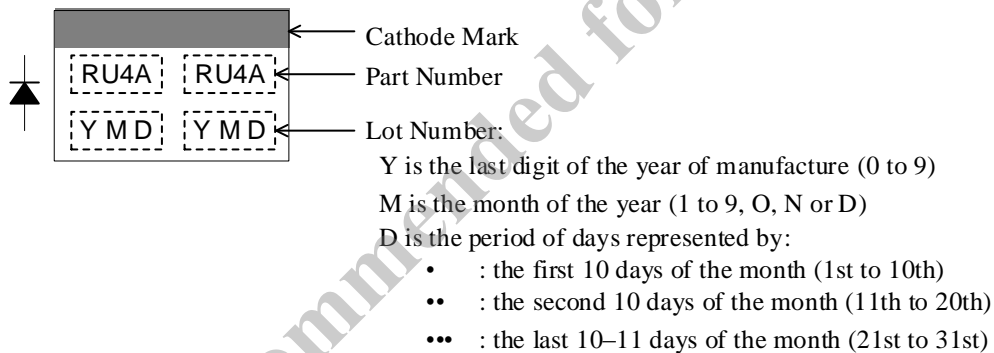 Cathode Mark
RU4A RU4A Part Number
Y M D Y M D Lot Number:
Y is the last digit of the year of manufacture (0 to 9)
M is the month of the year (1 to 9, O, N or D)
D is the period of days represented by:
• : the first 10 days of the month (1st to 10th)
•• : the second 10 days of the month (11th to 20th)
••• : the last 10–11 days of the month (21st to 31st)
ommended fo